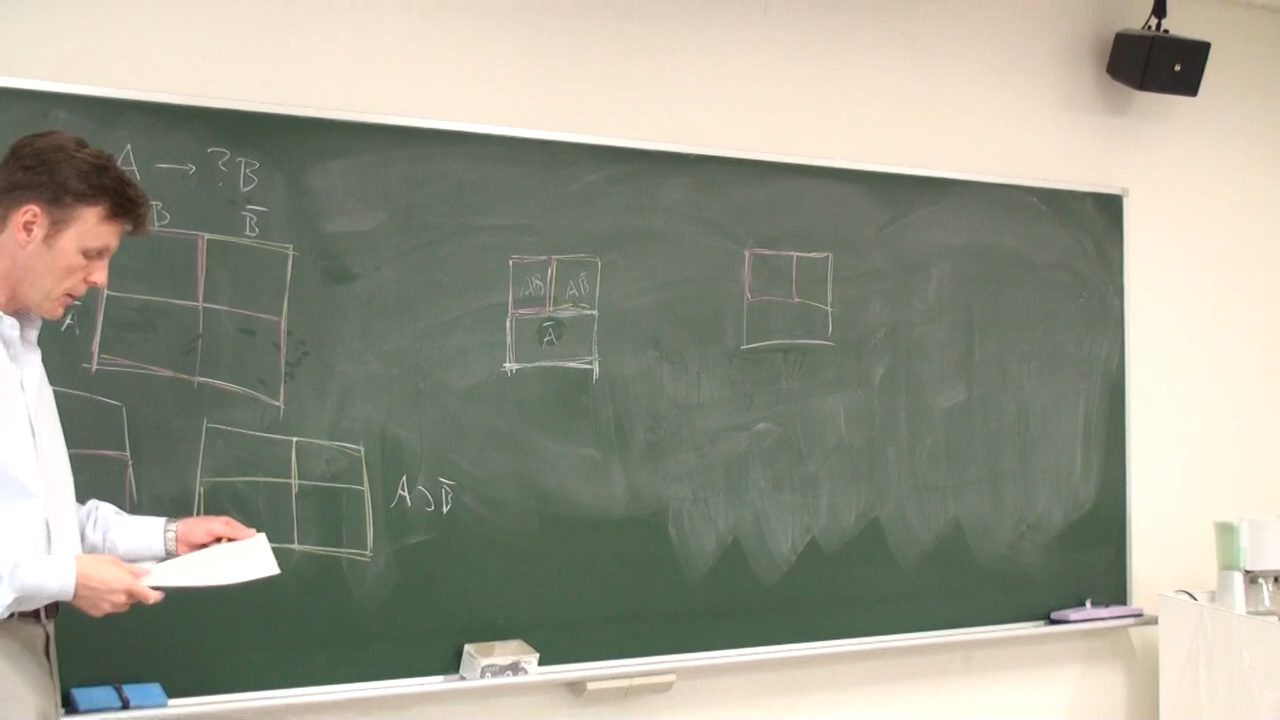 A → ? B
B B̅
A̅
AB AB̅
A̅
A ⊃ B̅